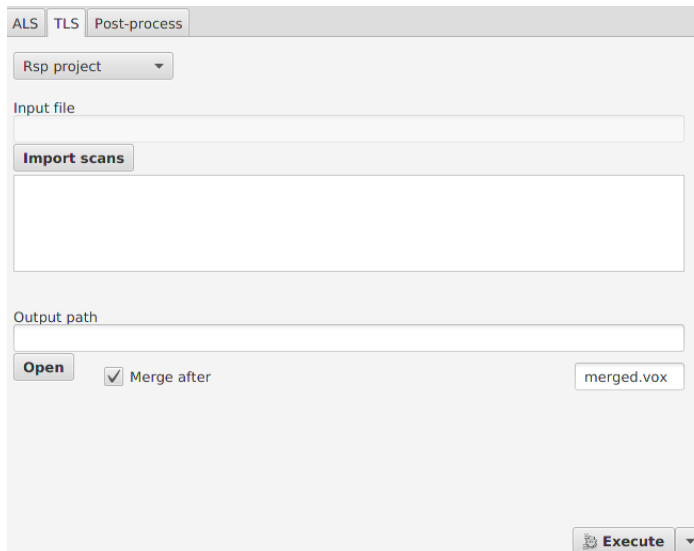 ALS TLS Post-process
Rsp project
Input file
Import scans
Output path
Open Merge after merged.vox
Execute